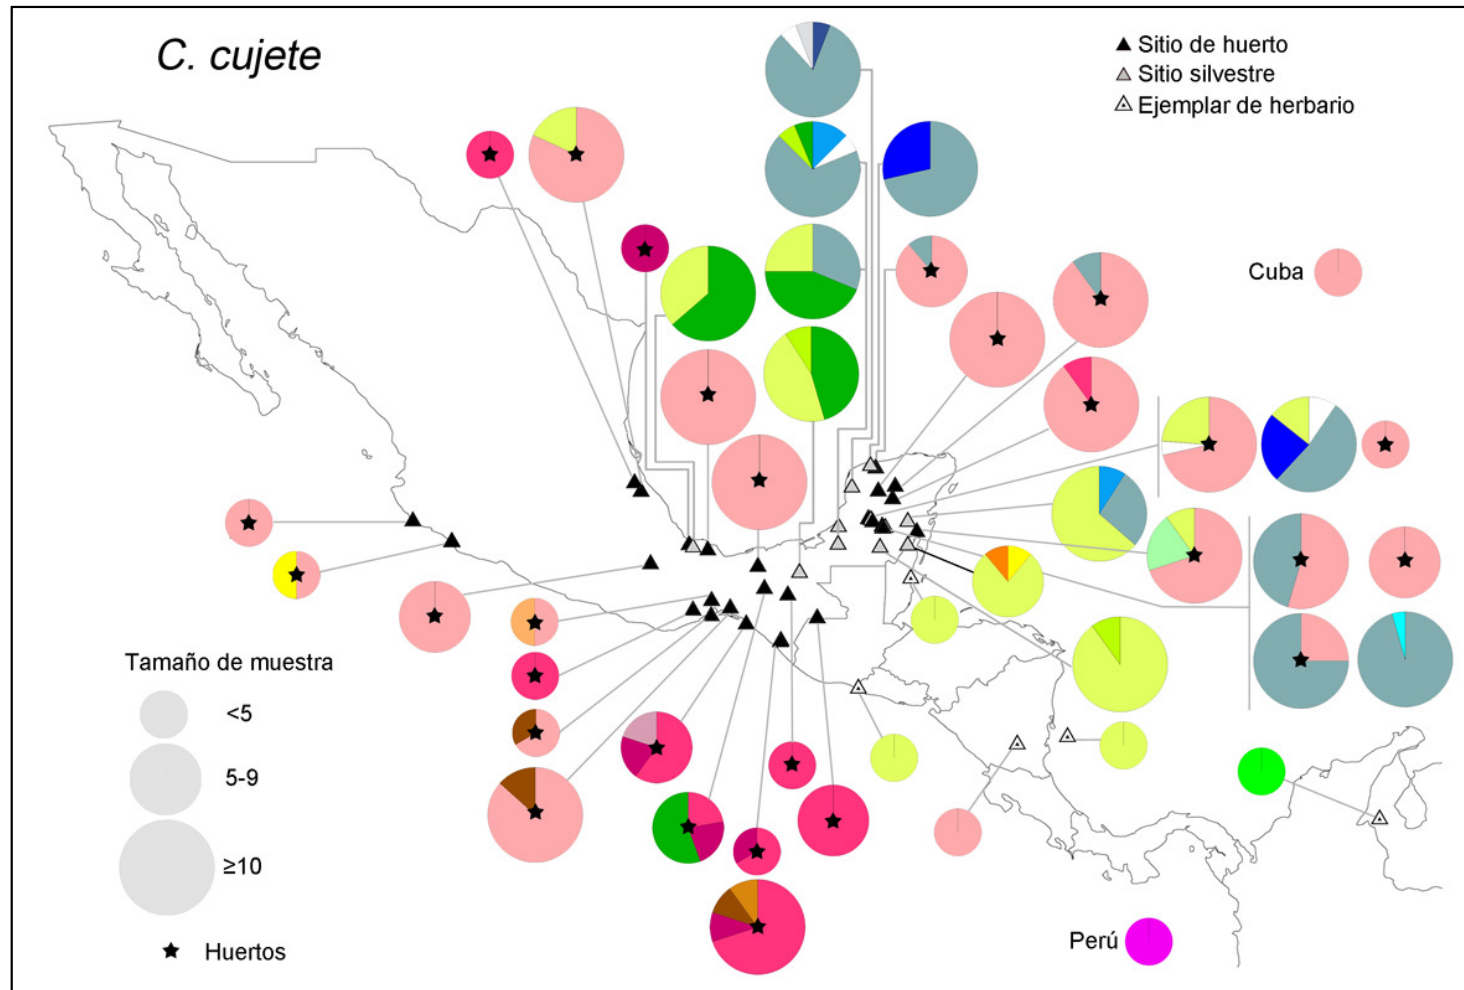 C. cujete
Sitio de huerto
Sitio silvestre
Ejemplar de herbario
Cuba
Tamaño de muestra
<5
5-9
≥10
Huertos
Perú